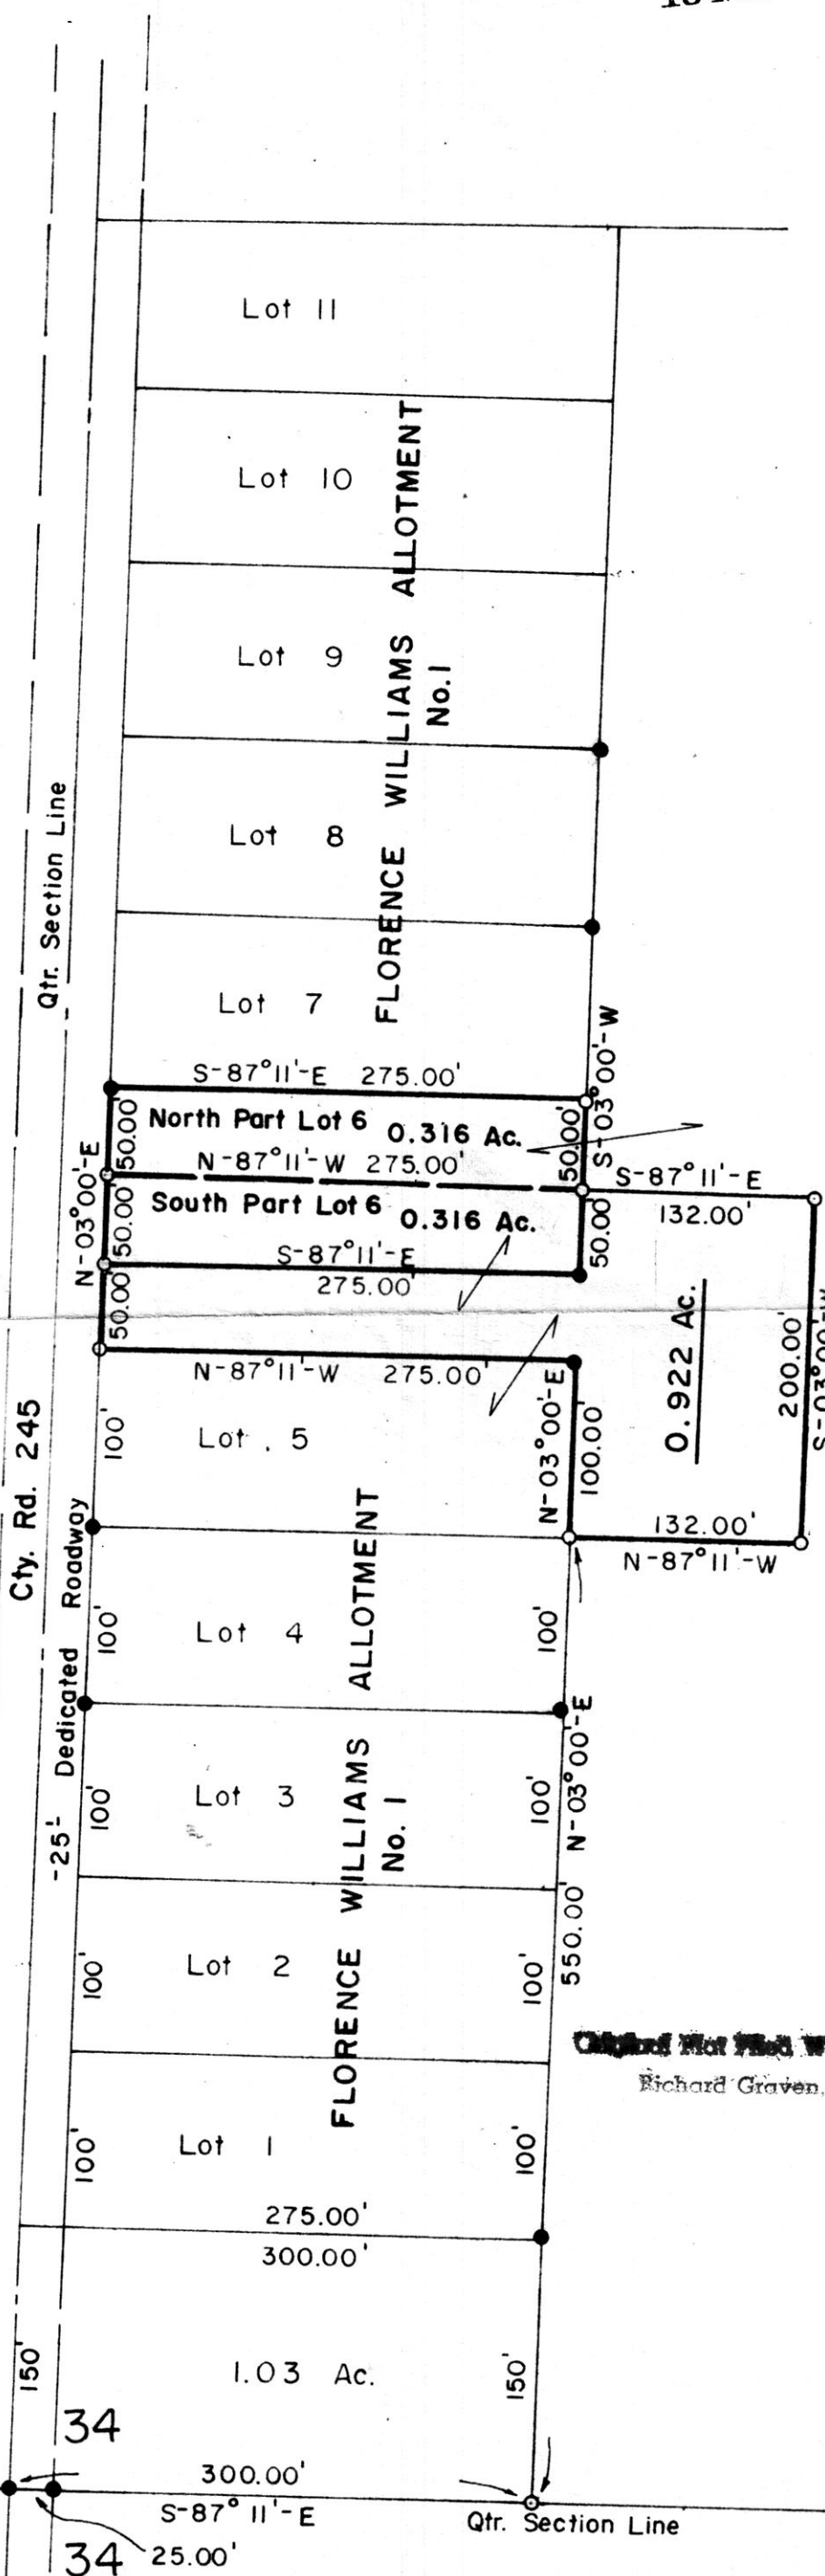 Lot 11
Lot 10
Lot 9
Lot 8
Lot 7
FLORENCE WILLIAMS ALLOTMENT
No. 1
Qtr. Section Line
S-87°11'-E 275.00'
North Part Lot 6 0.316 Ac.
N-87°11'-W 275.00'
South Part Lot 6 0.316 Ac.
S-87°11'-E
275.00'
N-87°11'-W 275.00'
N-03°00'-E
50.00'
50.00'
50.00'
50.00'
50.00'
S-03°00'-W
S-87°11'-E
132.00'
0.922 Ac.
200.00'
S-03°00'-W
132.00'
N-87°11'-W
N-03°00'-E
100.00'
Cty. Rd. 245
-25'- Dedicated Roadway
100'
Lot 5
100'
Lot 4
100'
100'
Lot 3
100'
100'
Lot 2
100'
100'
Lot 1
100'
FLORENCE WILLIAMS ALLOTMENT
No. 1
550.00' N-03°00'-E
Richard Graven,
275.00'
300.00'
150'
1.03 Ac.
150'
34
300.00'
S-87°11'-E
Qtr. Section Line
34
25.00'